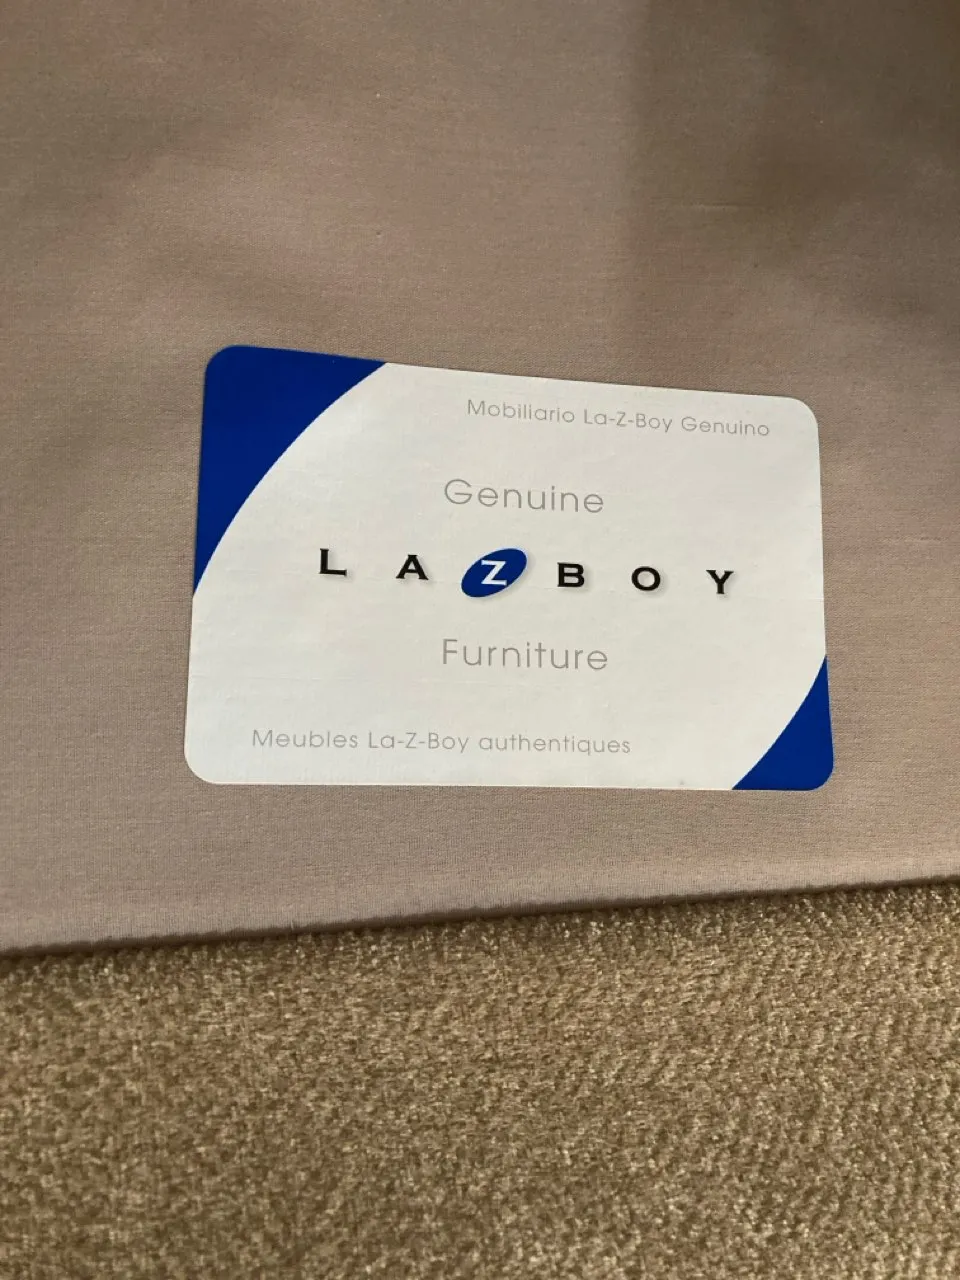 Mobiliario La-Z-Boy Genuino
Genuine
LAZBOY
Furniture
Meubles La-Z-Boy authentiques